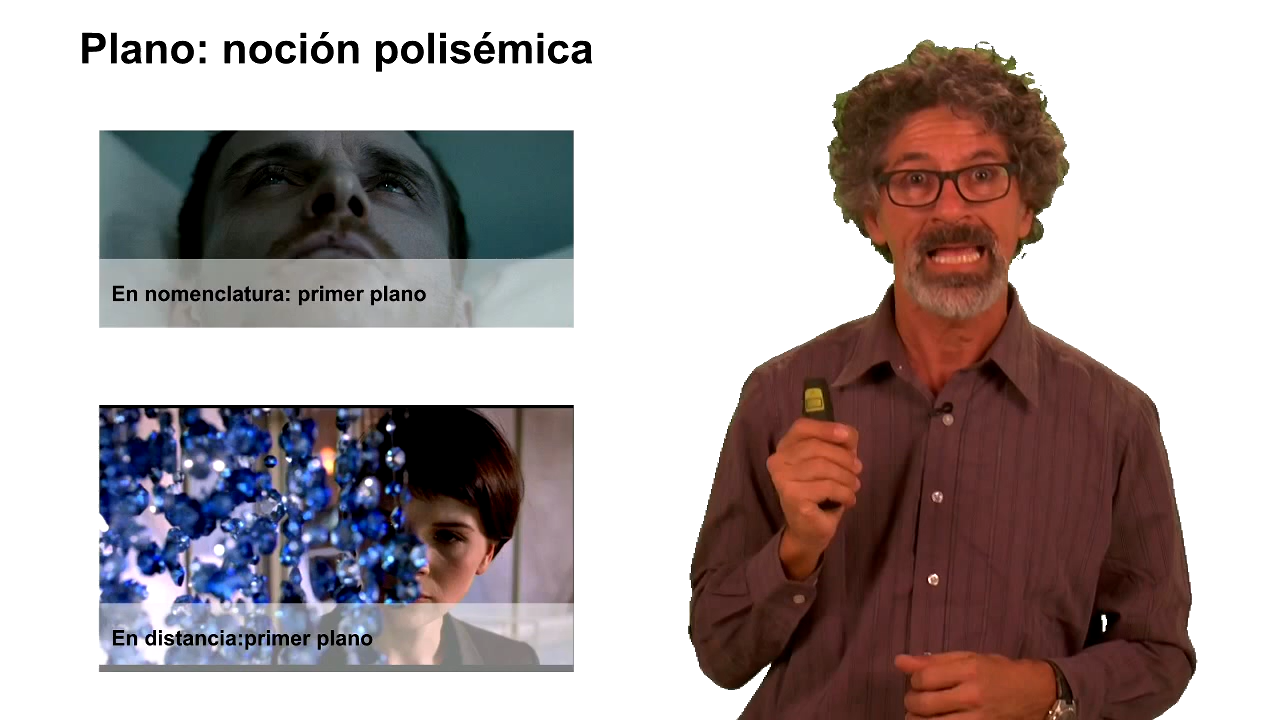 Plano: noción polisémica
En nomenclatura: primer plano
En distancia:primer plano